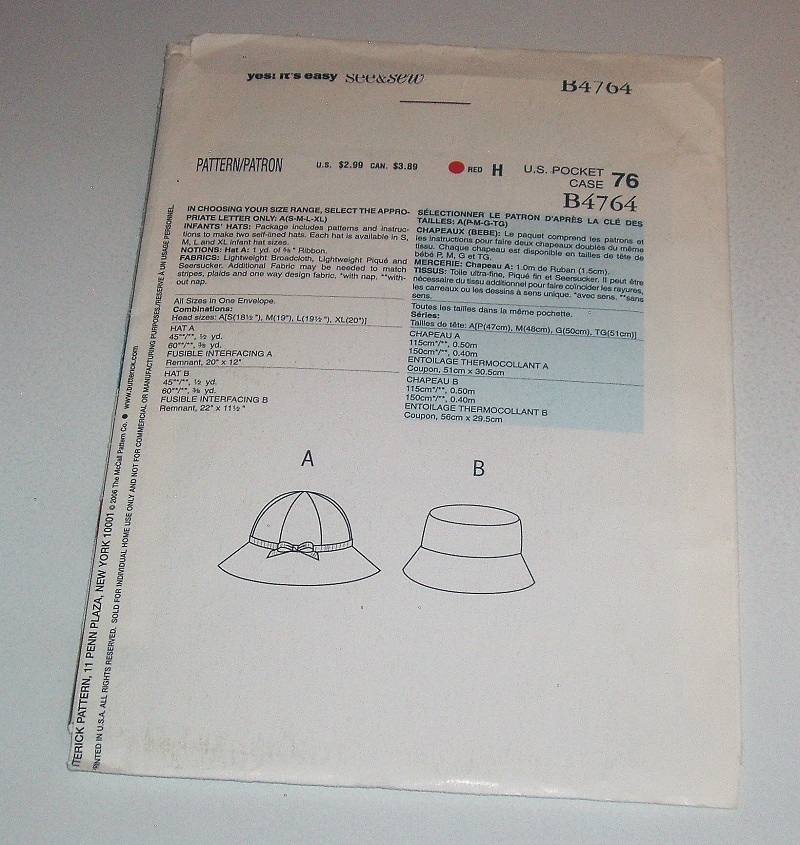 yes! it's easy see&sew B4764
PATTERN/PATRON U.S. $2.99 CAN. $3.89 RED H U.S. POCKET CASE 76
B4764
IN CHOOSING YOUR SIZE RANGE, SELECT THE APPRO-
PRIATE LETTER ONLY: A(S-M-L-XL)
INFANTS' HATS: Package includes patterns and instruc-
tions to make two self-lined hats. Each hat is available in S,
M, L and XL infant hat sizes.
NOTIONS: Hat A: 1 yd. of ⅝" Ribbon.
FABRICS: Lightweight Broadcloth, Lightweight Piqué and
Seersucker. Additional Fabric may be needed to match
stripes, plaids and one way design fabric. *with nap. **with-
out nap.
All Sizes in One Envelope.
Combinations:
Head sizes: A[S(18½"), M(19"), L(19½"), XL(20")]
HAT A
45"*/**, ½ yd.
60"*/**, ⅜ yd.
FUSIBLE INTERFACING A
Remnant, 20" x 12"
HAT B
45"*/**, ½ yd.
60"*/**, ⅜ yd.
FUSIBLE INTERFACING B
Remnant, 22" x 11½"
SÉLECTIONNER LE PATRON D'APRÈS LA CLÉ DES
TAILLES: A(P-M-G-TG)
CHAPEAUX (BEBE): Le paquet comprend les patrons et
les instructions pour faire deux chapeaux doublés du même
tissu. Chaque chapeau est disponible en tailles de tête de
bébé P, M, G et TG.
MERCERIE: Chapeau A: 1.0m de Ruban (1.5cm).
TISSUS: Toile ultra-fine, Piqué fin et Seersucker. Il peut être
nécessaire du tissu additionnel pour faire coïncider les rayures,
les carreaux ou les dessins à sens unique. *avec sens. **sans
sens.
Toutes les tailles dans la même pochette.
Séries:
Tailles de tête: A[P(47cm), M(48cm), G(50cm), TG(51cm)]
CHAPEAU A
115cm*/**, 0.50m
150cm*/**, 0.40m
ENTOILAGE THERMOCOLLANT A
Coupon, 51cm x 30.5cm
CHAPEAU B
115cm*/**, 0.50m
150cm*/**, 0.40m
ENTOILAGE THERMOCOLLANT B
Coupon, 56cm x 29.5cm
A B
TERICK PATTERN, 11 PENN PLAZA, NEW YORK 10001 © 2006 The McCall Pattern Co. ● www.butterick.com
INTED IN U.S.A. ALL RIGHTS RESERVED. SOLD FOR INDIVIDUAL HOME USE ONLY AND NOT FOR COMMERCIAL OR MANUFACTURING PURPOSES/RÉSERVÉ À UN USAGE PERSONNEL